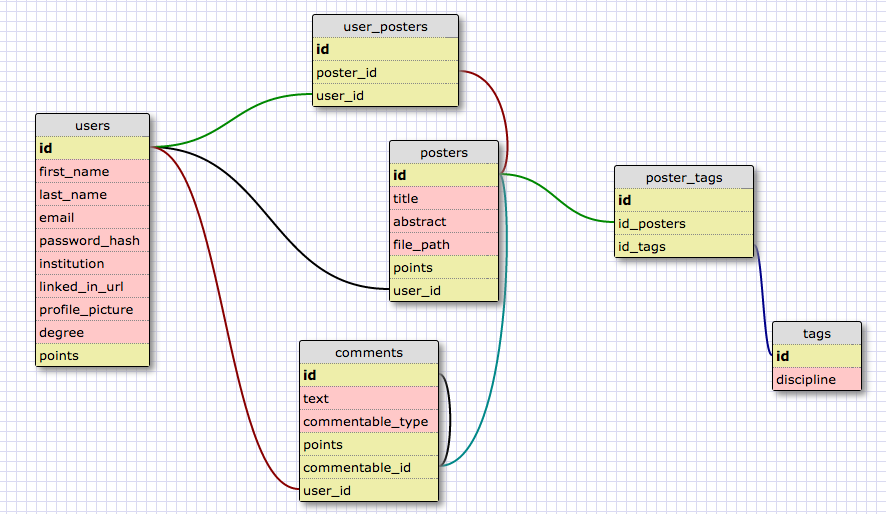 user_posters
id
poster_id
user_id
users
id
first_name
last_name
email
password_hash
institution
linked_in_url
profile_picture
degree
points
posters
id
title
abstract
file_path
points
user_id
poster_tags
id
id_posters
id_tags
tags
id
discipline
comments
id
text
commentable_type
points
commentable_id
user_id